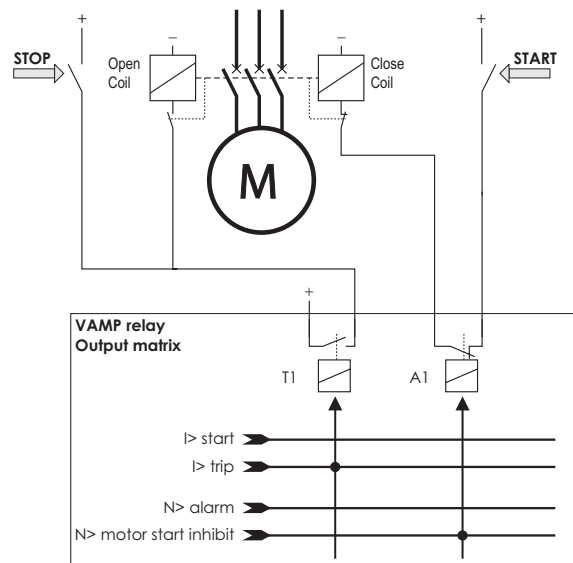 +
+
STOP
START
−
−
Open
Coil
Close
Coil
M
+
VAMP relay
Output matrix
T1
A1
I> start
I> trip
N> alarm
N> motor start inhibit